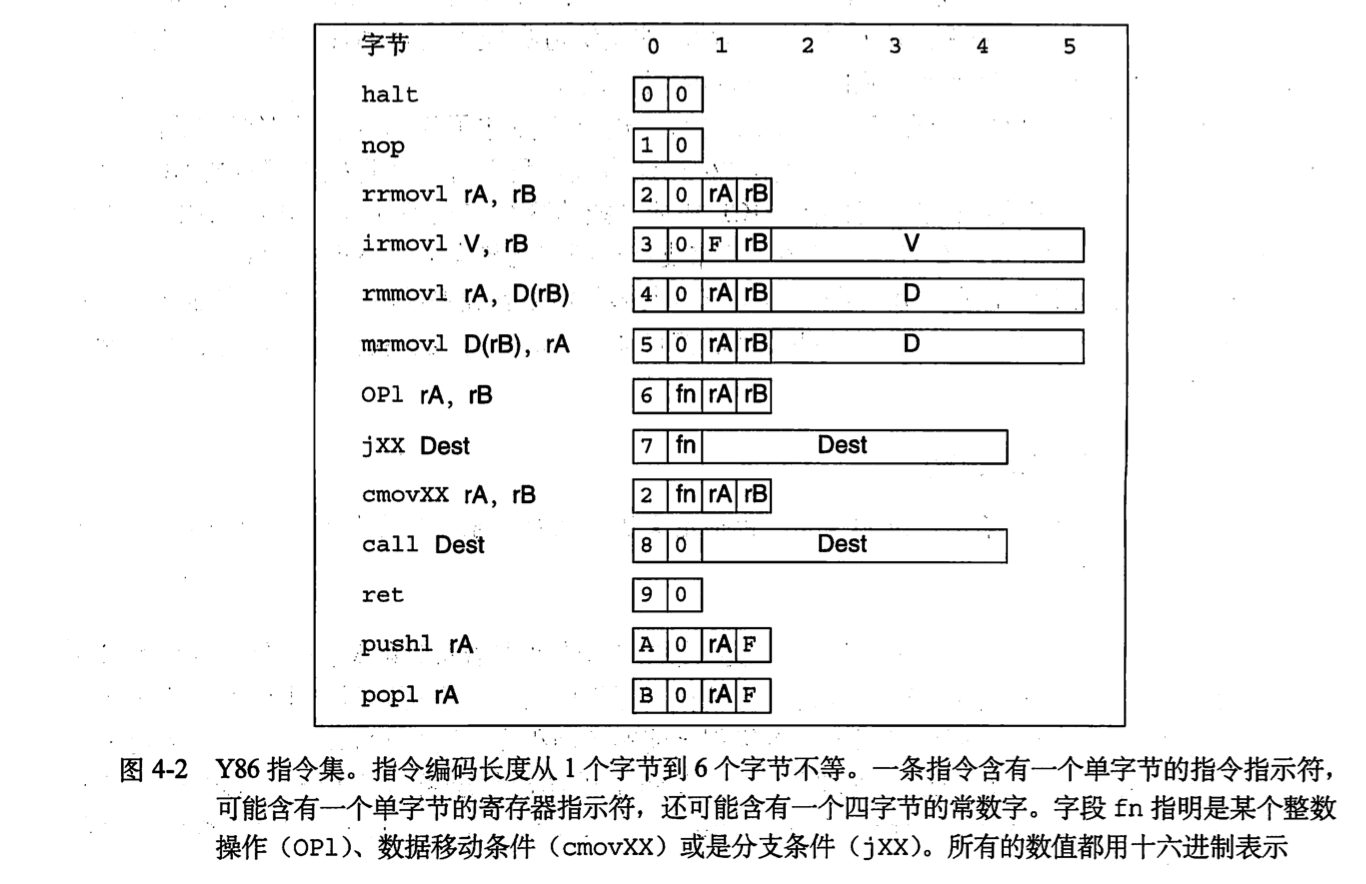 字节 0 1 2 3 4 5
halt 0 0
nop 1 0
rrmovl rA, rB 2 0 rA rB
irmovl V, rB 3 0 F rB V
rmmovl rA, D(rB) 4 0 rA rB D
mrmovl D(rB), rA 5 0 rA rB D
OPl rA, rB 6 fn rA rB
jXX Dest 7 fn Dest
cmovXX rA, rB 2 fn rA rB
call Dest 8 0 Dest
ret 9 0
pushl rA A 0 rA F
popl rA B 0 rA F
图 4-2 Y86 指令集。指令编码长度从 1 个字节到 6 个字节不等。一条指令含有一个单字节的指令指示符，
可能含有一个单字节的寄存器指示符，还可能含有一个四字节的常数字。字段 fn 指明是某个整数
操作（OPl）、数据移动条件（cmovXX）或是分支条件（jXX）。所有的数值都用十六进制表示